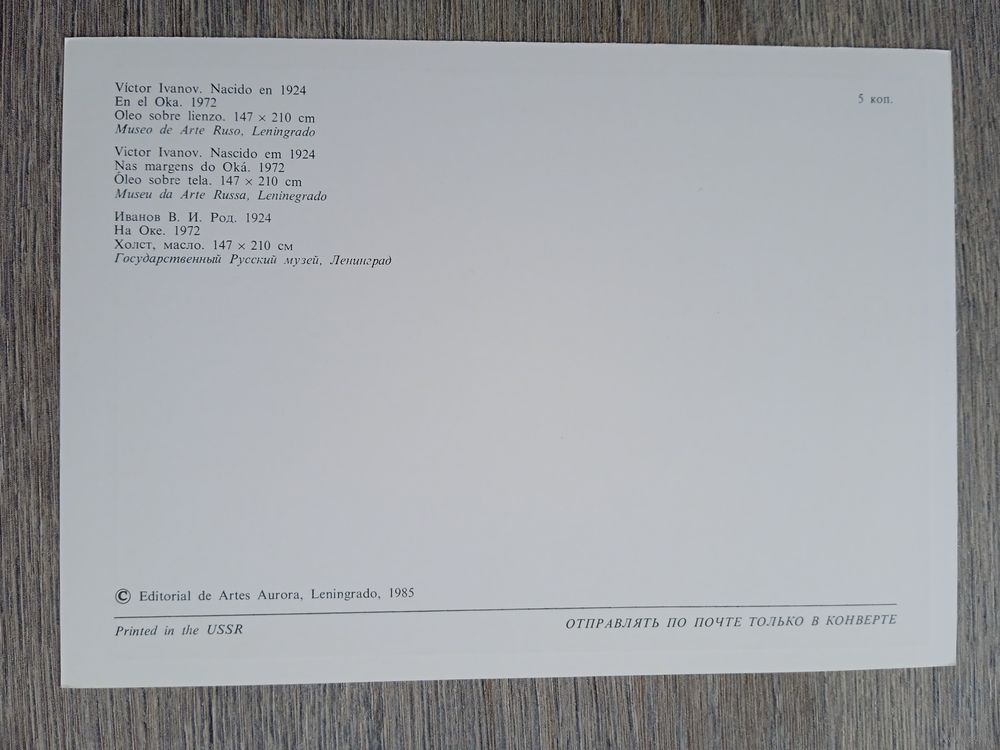 Víctor Ivanov. Nacido en 1924
En el Oka. 1972
Oleo sobre lienzo. 147 × 210 cm
Museo de Arte Ruso, Leningrado
Victor Ivanov. Nascido em 1924
Nas margens do Oká. 1972
Óleo sobre tela. 147 × 210 cm
Museu da Arte Russa, Leninegrado
Иванов В. И. Род. 1924
На Оке. 1972
Холст, масло. 147 × 210 см
Государственный Русский музей, Ленинград
5 коп.
© Editorial de Artes Aurora, Leningrado, 1985
Printed in the USSR
ОТПРАВЛЯТЬ ПО ПОЧТЕ ТОЛЬКО В КОНВЕРТЕ